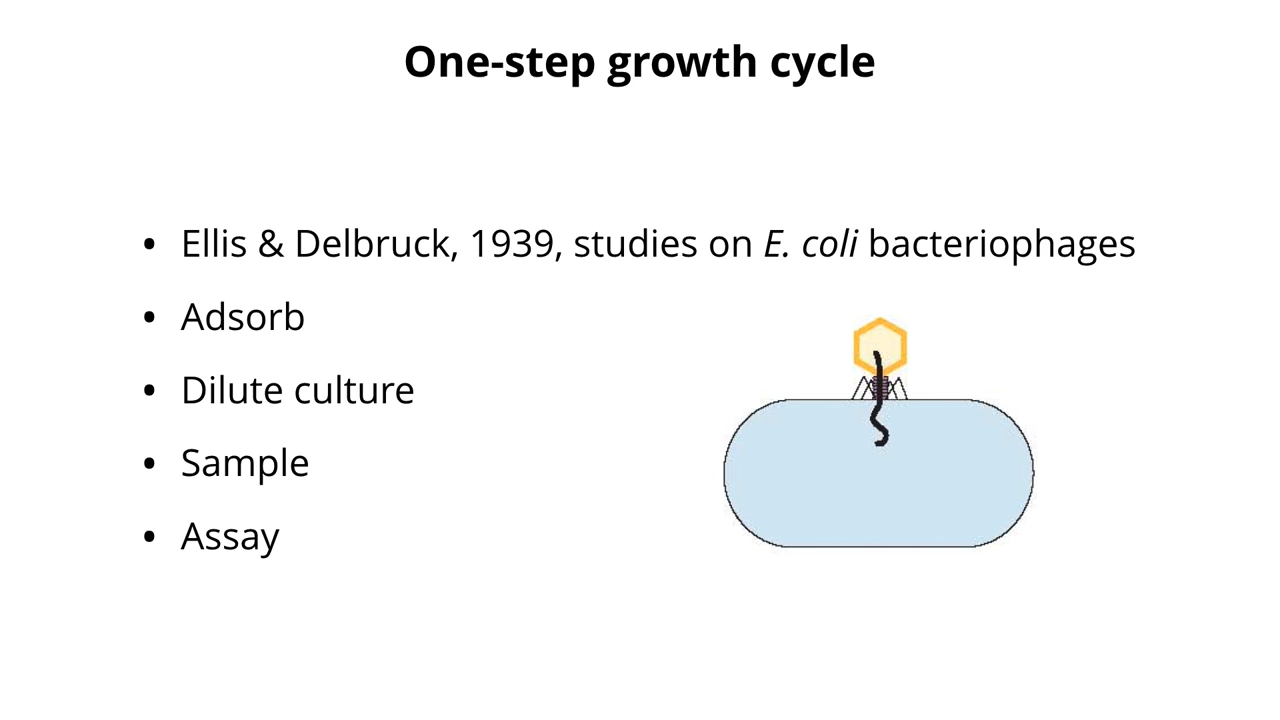 One-step growth cycle
• Ellis & Delbruck, 1939, studies on E. coli bacteriophages
• Adsorb
• Dilute culture
• Sample
• Assay